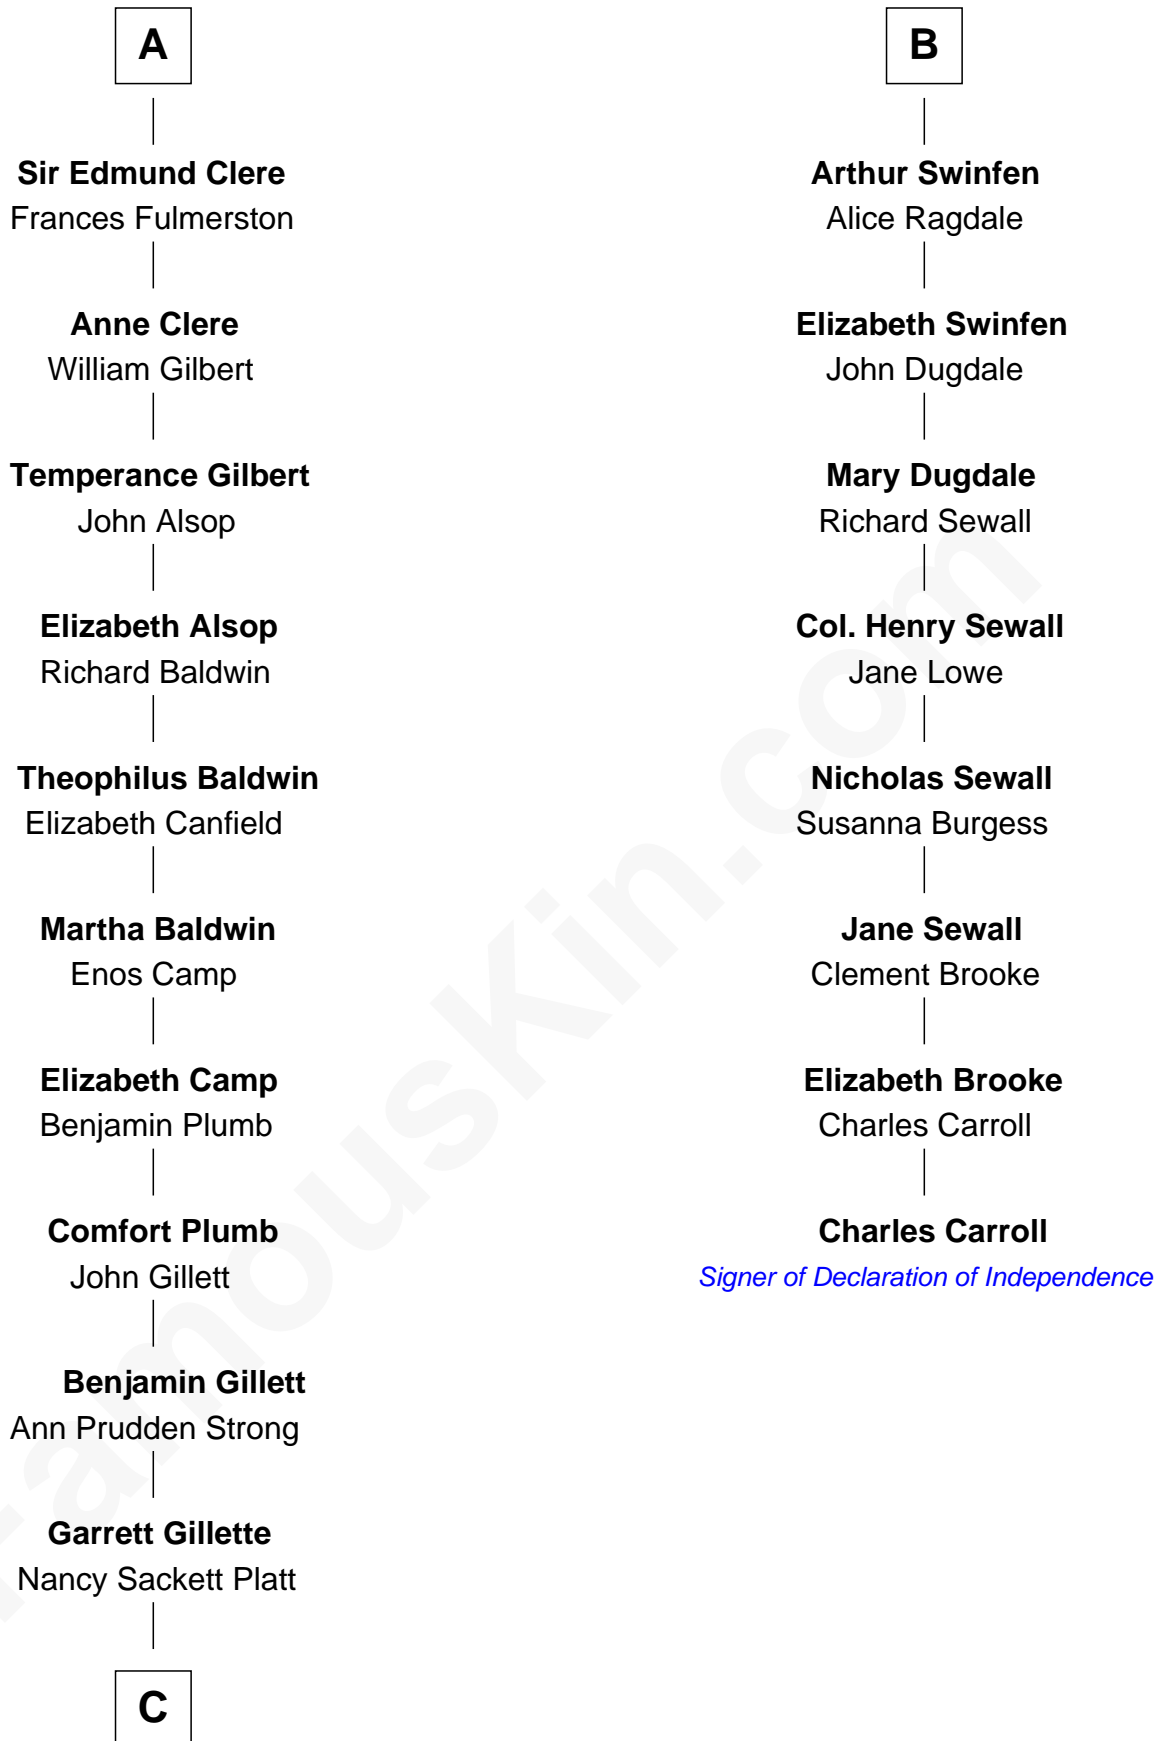 A
Sir Edmund Clere
Frances Fulmerston
Anne Clere
William Gilbert
Temperance Gilbert
John Alsop
Elizabeth Alsop
Richard Baldwin
Theophilus Baldwin
Elizabeth Canfield
Martha Baldwin
Enos Camp
Elizabeth Camp
Benjamin Plumb
Comfort Plumb
John Gillett
Benjamin Gillett
Ann Prudden Strong
Garrett Gillette
Nancy Sackett Platt
C
B
Arthur Swinfen
Alice Ragdale
Elizabeth Swinfen
John Dugdale
Mary Dugdale
Richard Sewall
Col. Henry Sewall
Jane Lowe
Nicholas Sewall
Susanna Burgess
Jane Sewall
Clement Brooke
Elizabeth Brooke
Charles Carroll
Charles Carroll
Signer of Declaration of Independence
FamousKin.com